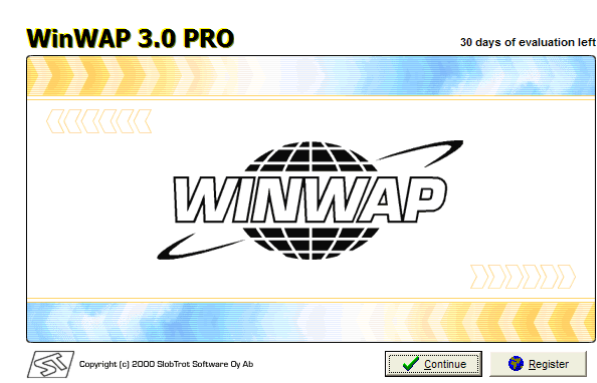 WinWAP 3.0 PRO
30 days of evaluation left
WINWAP
Copyright (c) 2000 SlobTrot Software Oy Ab
Continue
Register